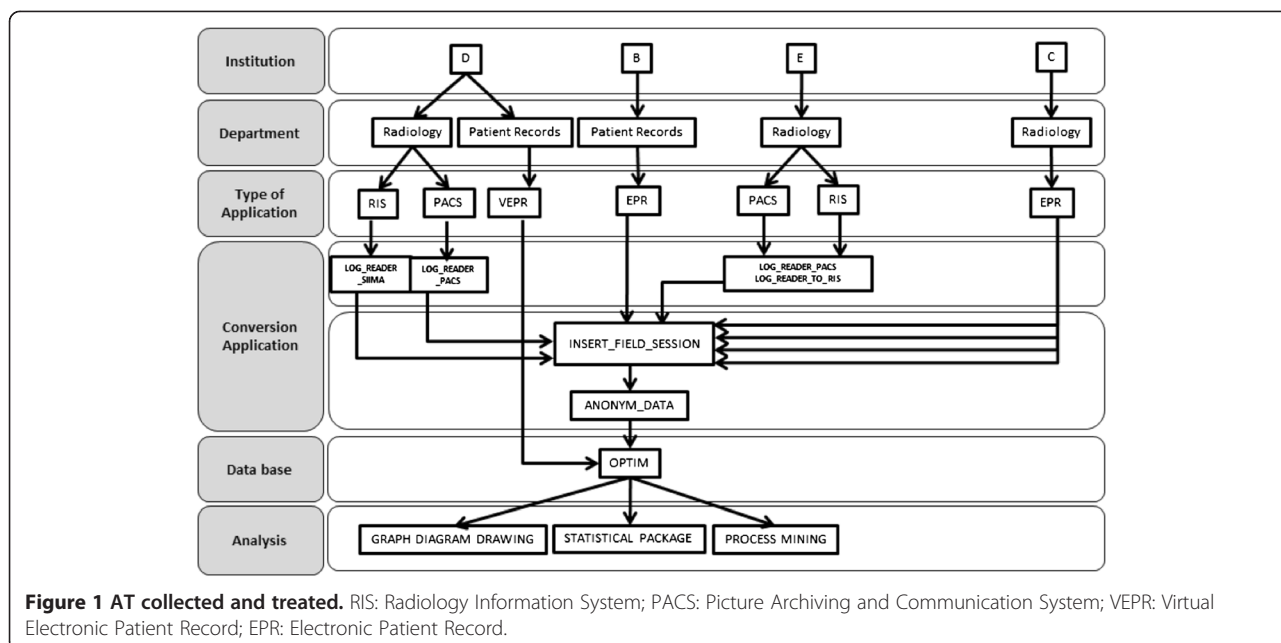 Institution
D
B
E
C
Department
Radiology
Patient Records
Patient Records
Radiology
Radiology
Type of
Application
RIS
PACS
VEPR
EPR
PACS
RIS
EPR
Conversion
Application
LOG_READER
_SIIMA
LOG_READER
_PACS
LOG_READER_PACS
LOG_READER_TO_RIS
INSERT_FIELD_SESSION
ANONYM_DATA
Data base
OPTIM
Analysis
GRAPH DIAGRAM DRAWING
STATISTICAL PACKAGE
PROCESS MINING
Figure 1 AT collected and treated. RIS: Radiology Information System; PACS: Picture Archiving and Communication System; VEPR: Virtual
Electronic Patient Record; EPR: Electronic Patient Record.